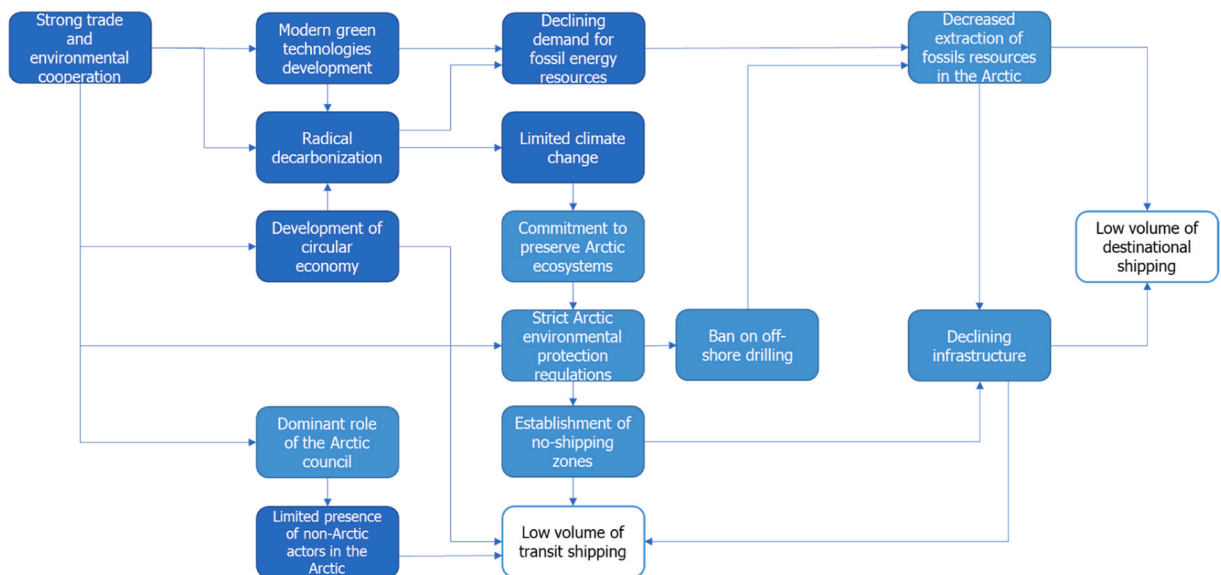 Strong trade
and
environmental
cooperation
Modern green
technologies
development
Declining
demand for
fossil energy
resources
Decreased
extraction of
fossils resources
in the Arctic
Radical
decarbonization
Limited climate
change
Development of
circular
economy
Commitment to
preserve Arctic
ecosystems
Low volume of
destinational
shipping
Strict Arctic
environmental
protection
regulations
Ban on off-
shore drilling
Declining
infrastructure
Dominant role
of the Arctic
council
Establishment of
no-shipping
zones
Limited presence
of non-Arctic
actors in the
Arctic
Low volume of
transit shipping